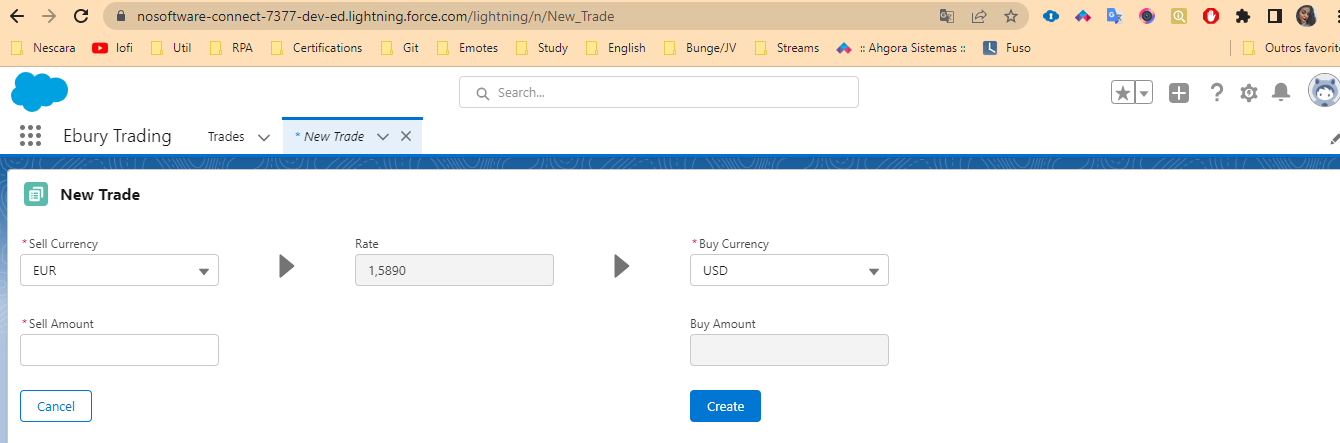 nosoftware-connect-7377-dev-ed.lightning.force.com/lightning/n/New_Trade
Nescara lofi Util RPA Certifications Git Emotes Study English Bunge/JV Streams :: Ahgora Sistemas :: Fuso Outros favorit
Search...
Ebury Trading Trades * New Trade
New Trade
* Sell Currency Rate * Buy Currency
EUR 1,5890 USD
* Sell Amount Buy Amount
Cancel Create